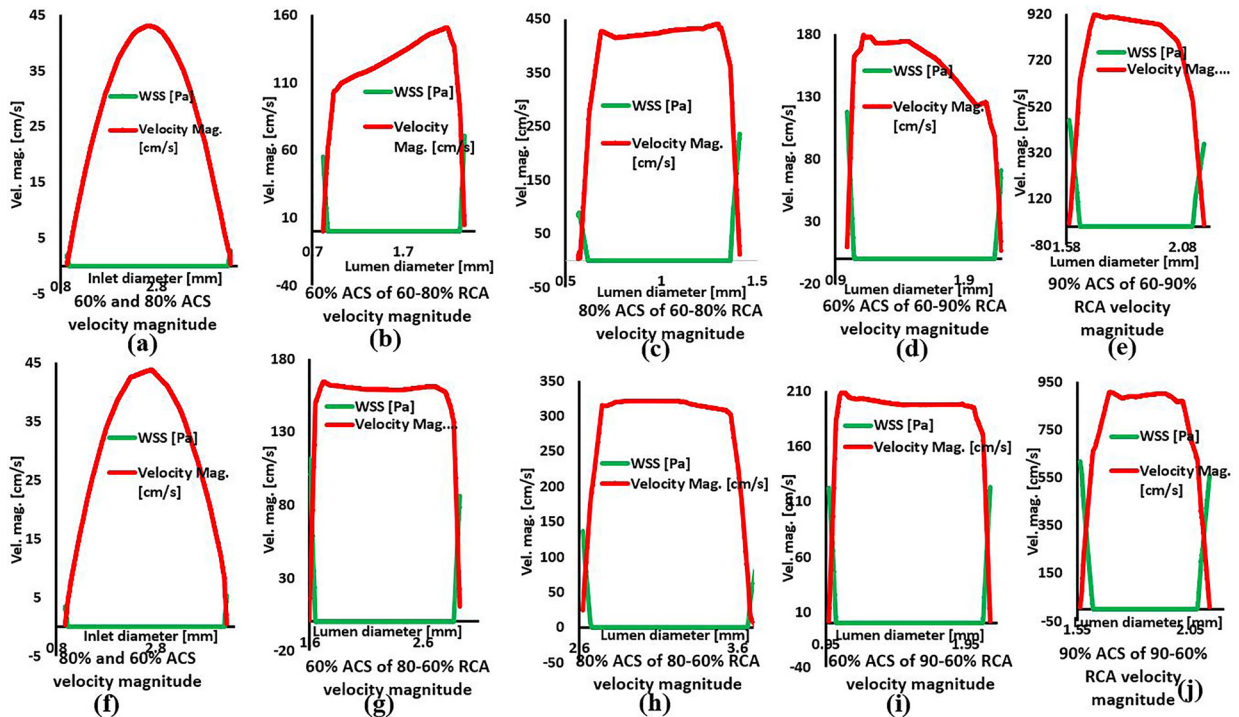 Vel. mag. [cm/s]
45
35
25
15
5
-5
WSS [Pa]
Velocity Mag.
[cm/s]
Inlet diameter [mm]
0.8
2.8
60% and 80% ACS
velocity magnitude
(a)
Vel. mag. [cm/s]
160
110
60
10
-40
WSS [Pa]
Velocity
Mag. [cm/s]
0.7
1.7
Lumen diameter [mm]
60% ACS of 60-80% RCA
velocity magnitude
(b)
Vel. mag. [cm/s]
450
350
250
150
50
-50
WSS [Pa]
Velocity Mag.
[cm/s]
0.5
1
1.5
Lumen diameter [mm]
80% ACS of 60-80% RCA
velocity magnitude
(c)
Vel. mag. [cm/s]
180
130
80
30
-20
WSS [Pa]
Velocity Mag.
[cm/s]
0.9
1.9
Lumen diameter [mm]
60% ACS of 60-90% RCA
velocity magnitude
(d)
Vel. mag. [cm/s]
920
720
520
320
120
-80
WSS [Pa]
Velocity Mag....
1.58
2.08
Lumen diameter [mm]
90% ACS of 60-90%
RCA velocity
magnitude
(e)
Vel. mag. [cm/s]
45
35
25
15
5
-5
WSS [Pa]
Velocity Mag.
[cm/s]
Inlet diameter [mm]
0.8
2.8
80% and 60% ACS
velocity magnitude
(f)
Vel. mag. [cm/s]
180
130
80
30
-20
WSS [Pa]
Velocity Mag....
Lumen diameter [mm]
1.6
2.6
60% ACS of 80-60% RCA
velocity magnitude
(g)
Vel. mag. [cm/s]
350
300
250
200
150
100
50
0
-50
WSS [Pa]
Velocity Mag. [cm/s]
Lumen diameter [mm]
2.6
3.6
80% ACS of 80-60% RCA
velocity magnitude
(h)
Vel. mag. [cm/s]
210
160
110
60
10
-40
WSS [Pa]
Velocity Mag. [cm/s]
Lumen diameter [mm]
0.95
1.95
60% ACS of 90-60% RCA
velocity magnitude
(i)
Vel. mag. [cm/s]
950
750
550
350
150
-50
WSS [Pa]
Velocity Mag.
[cm/s]
1.55
2.05
Lumen diameter [mm]
90% ACS of 90-60%
RCA velocity
magnitude
(j)